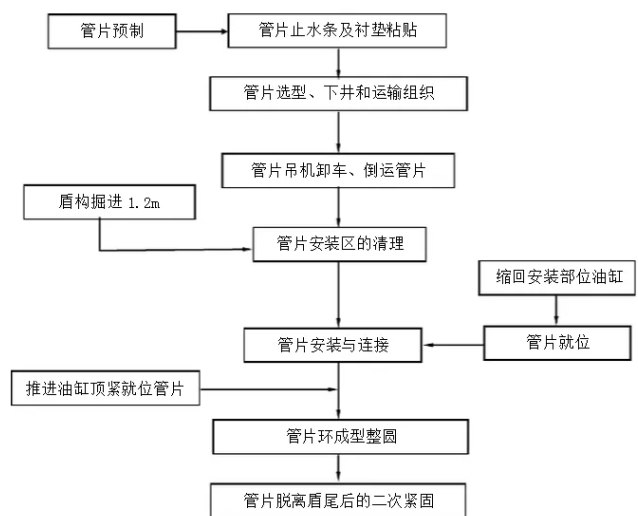 管片预制
管片止水条及衬垫粘贴
管片选型、下井和运输组织
管片吊机卸车、倒运管片
盾构掘进 1.2m
管片安装区的清理
缩回安装部位油缸
管片安装与连接
管片就位
推进油缸顶紧就位管片
管片环成型整圆
管片脱离盾尾后的二次紧固